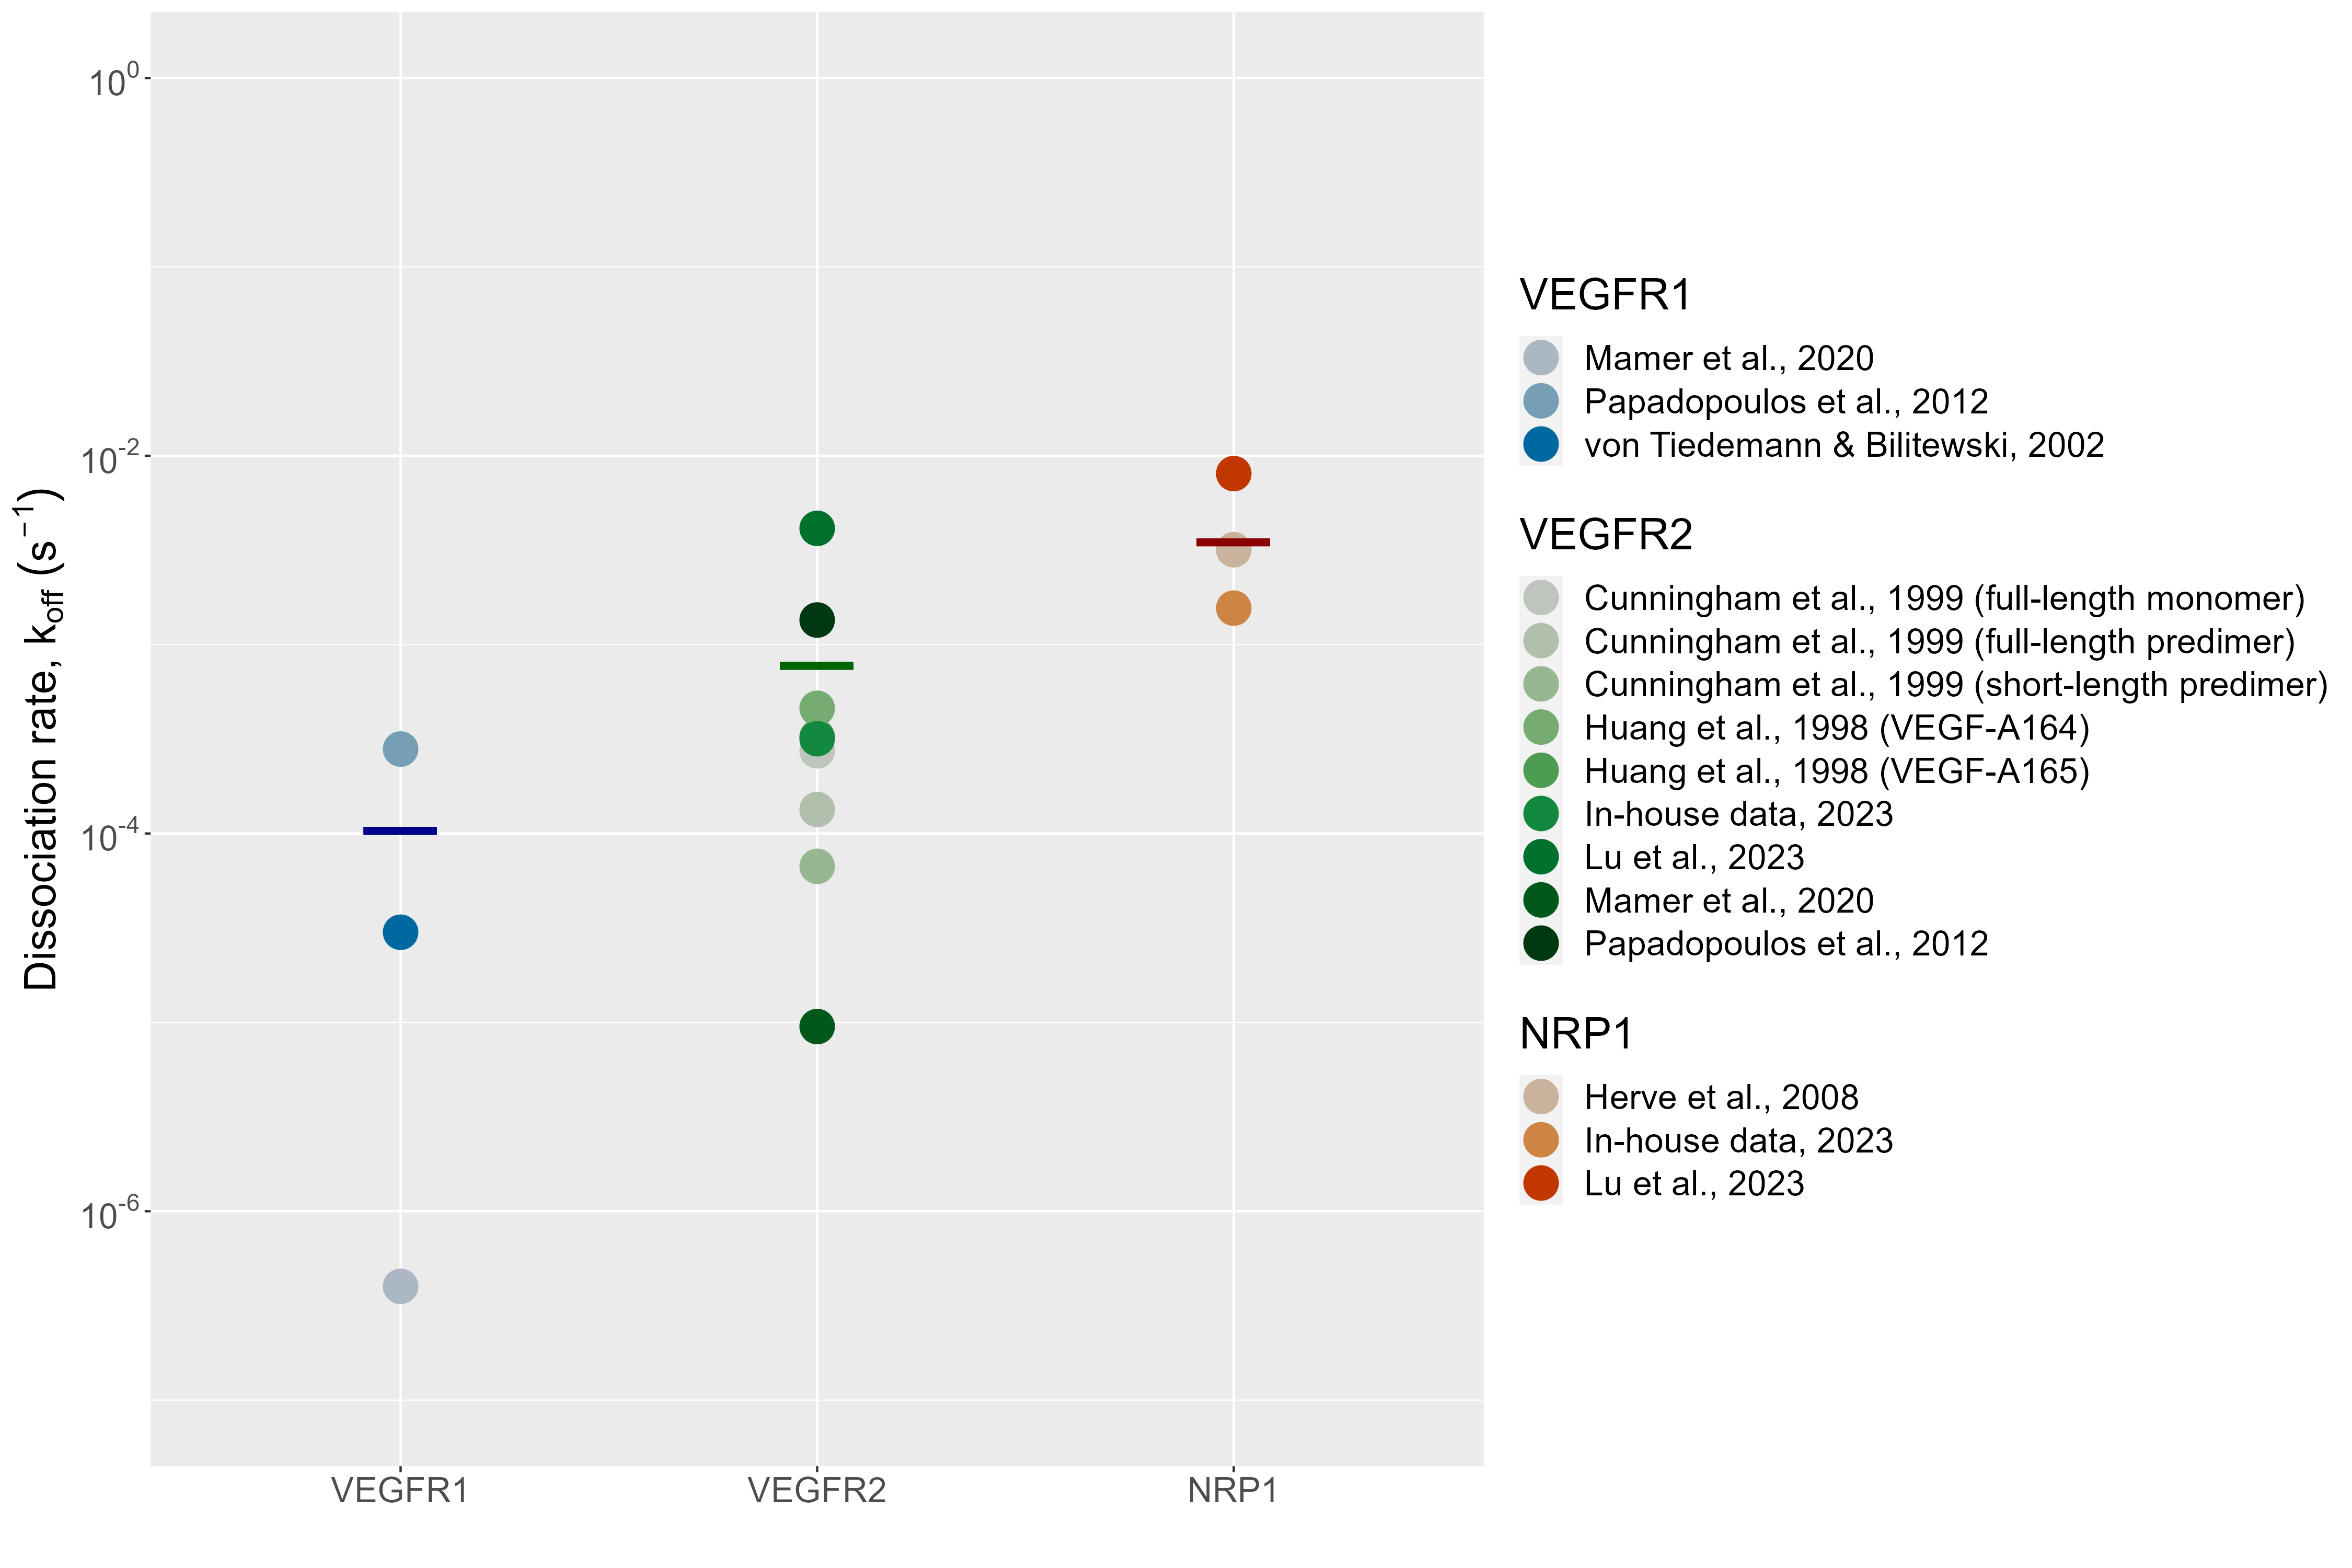 10^0
10^-2
10^-4
10^-6
Dissociation rate, k_off (s^−1)
VEGFR1
VEGFR2
NRP1
VEGFR1
Mamer et al., 2020
Papadopoulos et al., 2012
von Tiedemann & Bilitewski, 2002
VEGFR2
Cunningham et al., 1999 (full-length monomer)
Cunningham et al., 1999 (full-length predimer)
Cunningham et al., 1999 (short-length predimer)
Huang et al., 1998 (VEGF-A164)
Huang et al., 1998 (VEGF-A165)
In-house data, 2023
Lu et al., 2023
Mamer et al., 2020
Papadopoulos et al., 2012
NRP1
Herve et al., 2008
In-house data, 2023
Lu et al., 2023